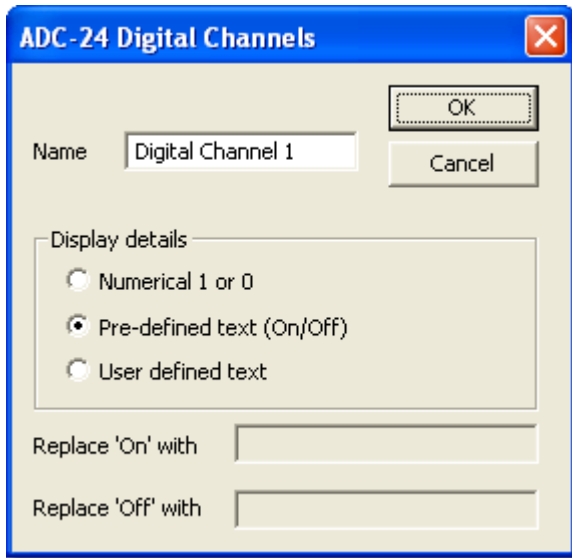 ADC-24 Digital Channels
OK
Name Digital Channel 1
Cancel
Display details
Numerical 1 or 0
Pre-defined text (On/Off)
User defined text
Replace 'On' with
Replace 'Off' with